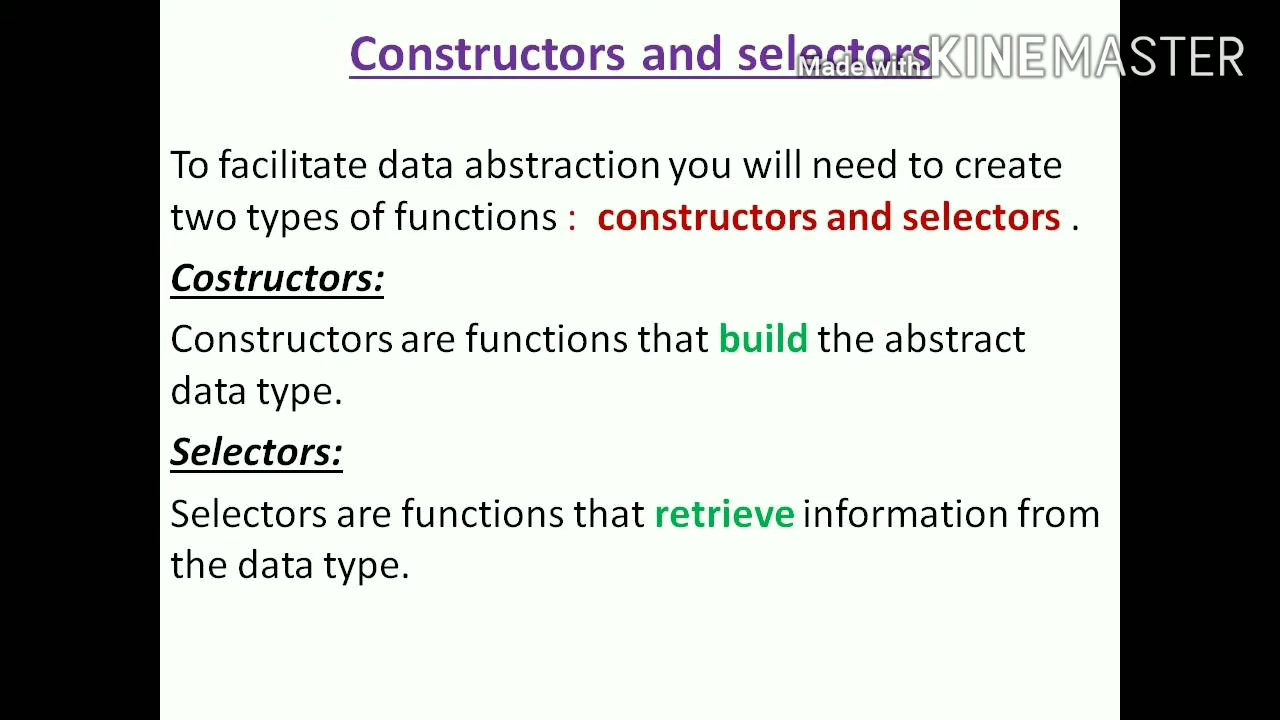 Constructors and selectors
Made with KINEMASTER
To facilitate data abstraction you will need to create
two types of functions : constructors and selectors .
Costructors:
Constructors are functions that build the abstract
data type.
Selectors:
Selectors are functions that retrieve information from
the data type.